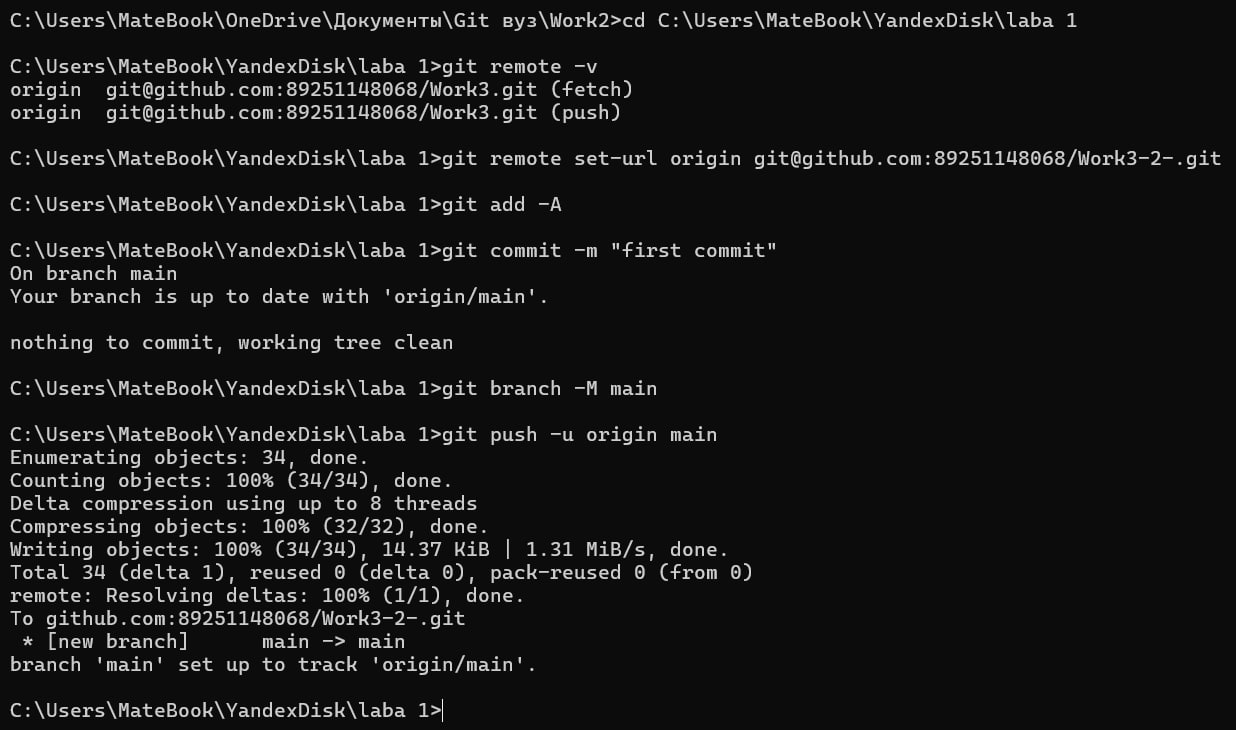 C:\Users\MateBook\OneDrive\Документы\Git вуз\Work2>cd C:\Users\MateBook\YandexDisk\laba 1
C:\Users\MateBook\YandexDisk\laba 1>git remote -v
origin  git@github.com:89251148068/Work3.git (fetch)
origin  git@github.com:89251148068/Work3.git (push)
C:\Users\MateBook\YandexDisk\laba 1>git remote set-url origin git@github.com:89251148068/Work3-2-.git
C:\Users\MateBook\YandexDisk\laba 1>git add -A
C:\Users\MateBook\YandexDisk\laba 1>git commit -m "first commit"
On branch main
Your branch is up to date with 'origin/main'.
nothing to commit, working tree clean
C:\Users\MateBook\YandexDisk\laba 1>git branch -M main
C:\Users\MateBook\YandexDisk\laba 1>git push -u origin main
Enumerating objects: 34, done.
Counting objects: 100% (34/34), done.
Delta compression using up to 8 threads
Compressing objects: 100% (32/32), done.
Writing objects: 100% (34/34), 14.37 KiB | 1.31 MiB/s, done.
Total 34 (delta 1), reused 0 (delta 0), pack-reused 0 (from 0)
remote: Resolving deltas: 100% (1/1), done.
To github.com:89251148068/Work3-2-.git
 * [new branch]      main -> main
branch 'main' set up to track 'origin/main'.
C:\Users\MateBook\YandexDisk\laba 1>